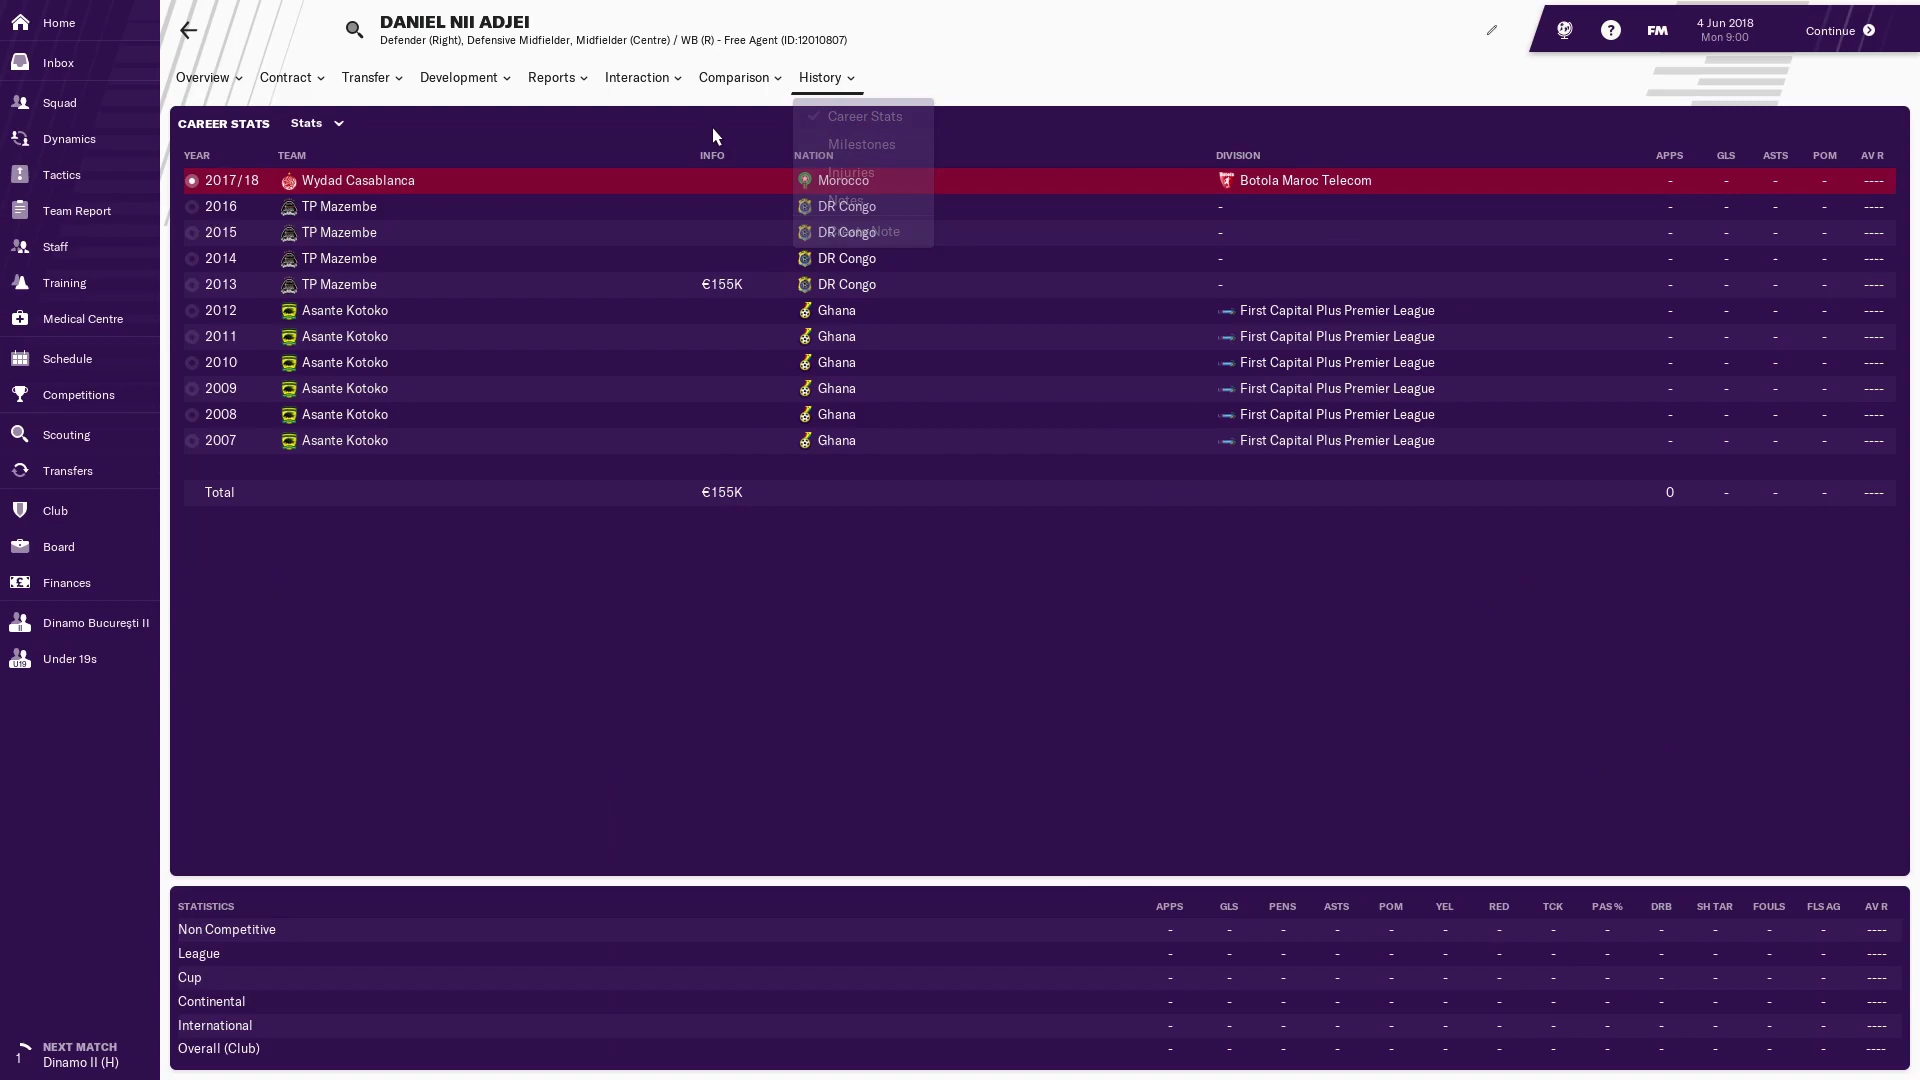 Home
Inbox
Squad
Dynamics
Tactics
Team Report
Staff
Training
Medical Centre
Schedule
Competitions
Scouting
Transfers
Club
Board
Finances
Dinamo Bucureşti II
Under 19s
1 NEXT MATCH
Dinamo II (H)
DANIEL NII ADJEI
Defender (Right), Defensive Midfielder, Midfielder (Centre) / WB (R) - Free Agent (ID:12010807)
FM
4 Jun 2018
Mon 9:00
Continue
Overview Contract Transfer Development Reports Interaction Comparison History
Career Stats
Milestones
Injuries
Notes
Note
CAREER STATS Stats
YEAR TEAM INFO NATION DIVISION APPS GLS ASTS POM AV R
2017/18 Wydad Casablanca Morocco Botola Maroc Telecom - - - - ----
2016 TP Mazembe DR Congo - - - - - ----
2015 TP Mazembe DR Congo - - - - - ----
2014 TP Mazembe DR Congo - - - - - ----
2013 TP Mazembe €155K DR Congo - - - - - ----
2012 Asante Kotoko Ghana First Capital Plus Premier League - - - - ----
2011 Asante Kotoko Ghana First Capital Plus Premier League - - - - ----
2010 Asante Kotoko Ghana First Capital Plus Premier League - - - - ----
2009 Asante Kotoko Ghana First Capital Plus Premier League - - - - ----
2008 Asante Kotoko Ghana First Capital Plus Premier League - - - - ----
2007 Asante Kotoko Ghana First Capital Plus Premier League - - - - ----
Total €155K 0 - - - ----
STATISTICS APPS GLS PENS ASTS POM YEL RED TCK PAS % DRB SH TAR FOULS FLS AG AV R
Non Competitive - - - - - - - - - - - - - ----
League - - - - - - - - - - - - - ----
Cup - - - - - - - - - - - - - ----
Continental - - - - - - - - - - - - - ----
International - - - - - - - - - - - - - ----
Overall (Club) - - - - - - - - - - - - - ----